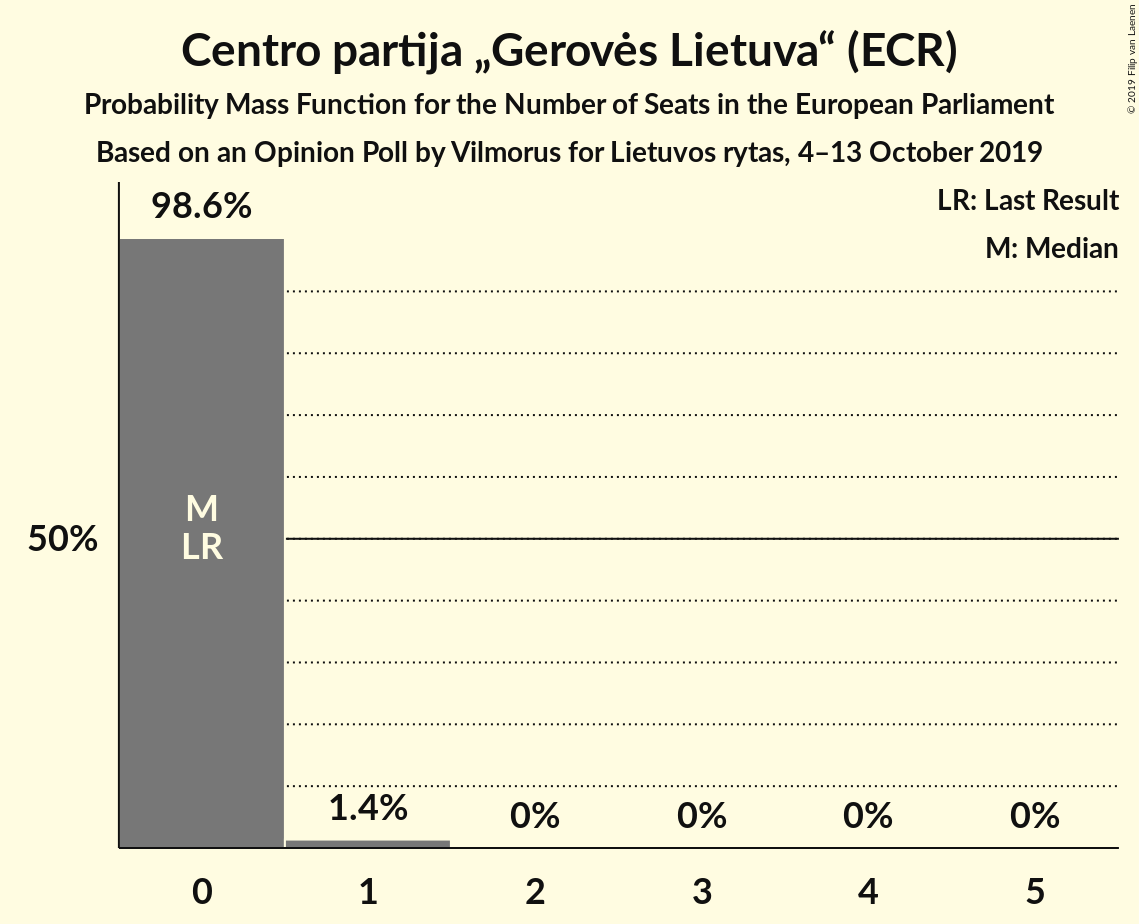 Centro partija „Gerovės Lietuva“ (ECR)
Probability Mass Function for the Number of Seats in the European Parliament
Based on an Opinion Poll by Vilmorus for Lietuvos rytas, 4–13 October 2019
© 2019 Filip van Laenen
LR: Last Result
M: Median
98.6%
M
LR
50%
1.4%
0%
0%
0%
0%
0
1
2
3
4
5